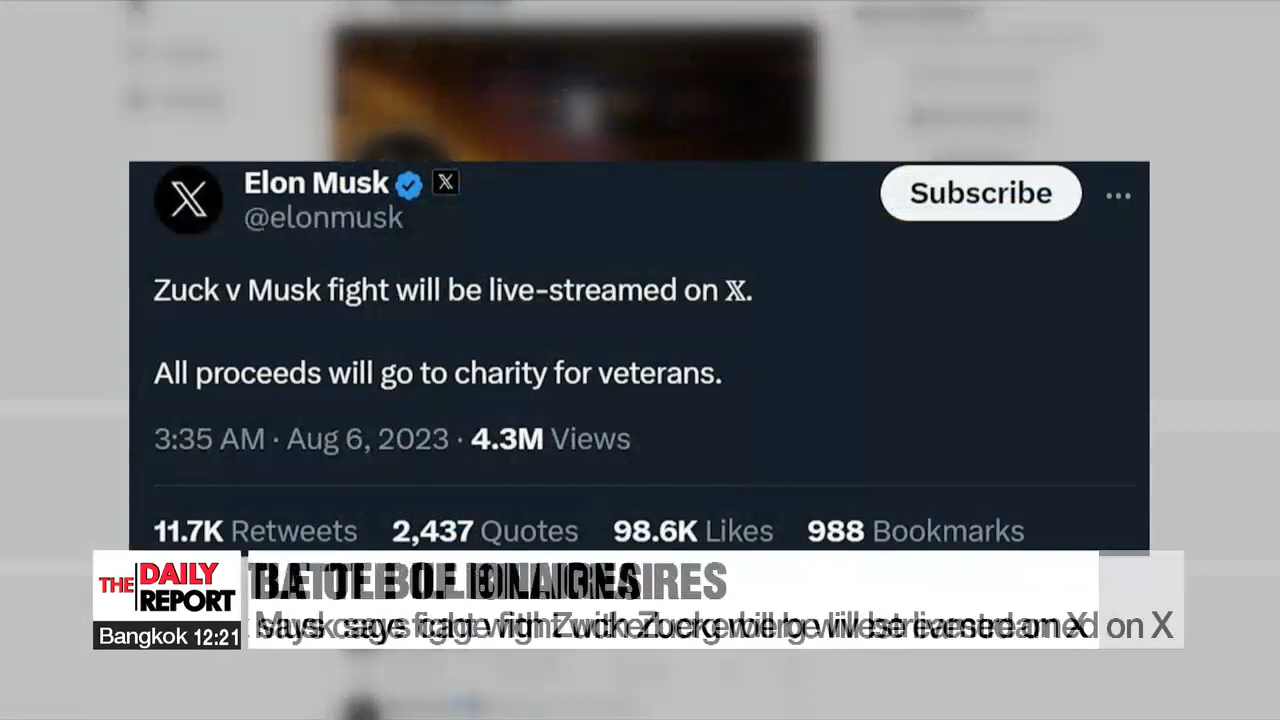 Elon Musk
@elonmusk
Subscribe
Zuck v Musk fight will be live-streamed on 𝕏.
All proceeds will go to charity for veterans.
3:35 AM · Aug 6, 2023 · 4.3M Views
11.7K Retweets 2,437 Quotes 98.6K Likes 988 Bookmarks
THE DAILY
REPORT
Bangkok 12:21